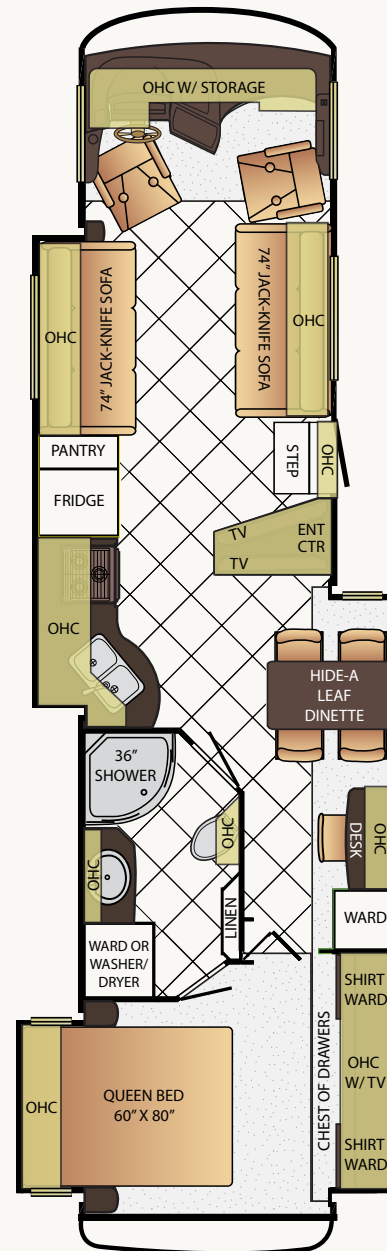 OHC W/ STORAGE
OHC
74" JACK-KNIFE SOFA
74" JACK-KNIFE SOFA
OHC
PANTRY
STEP
OHC
FRIDGE
TV
ENT
CTR
TV
OHC
HIDE-A
LEAF
DINETTE
36"
SHOWER
OHC
DESK
OHC
OHC
LINEN
WARD
WARD OR
WASHER/
DRYER
SHIRT
WARD
CHEST OF DRAWERS
OHC
W/ TV
OHC
QUEEN BED
60" X 80"
SHIRT
WARD